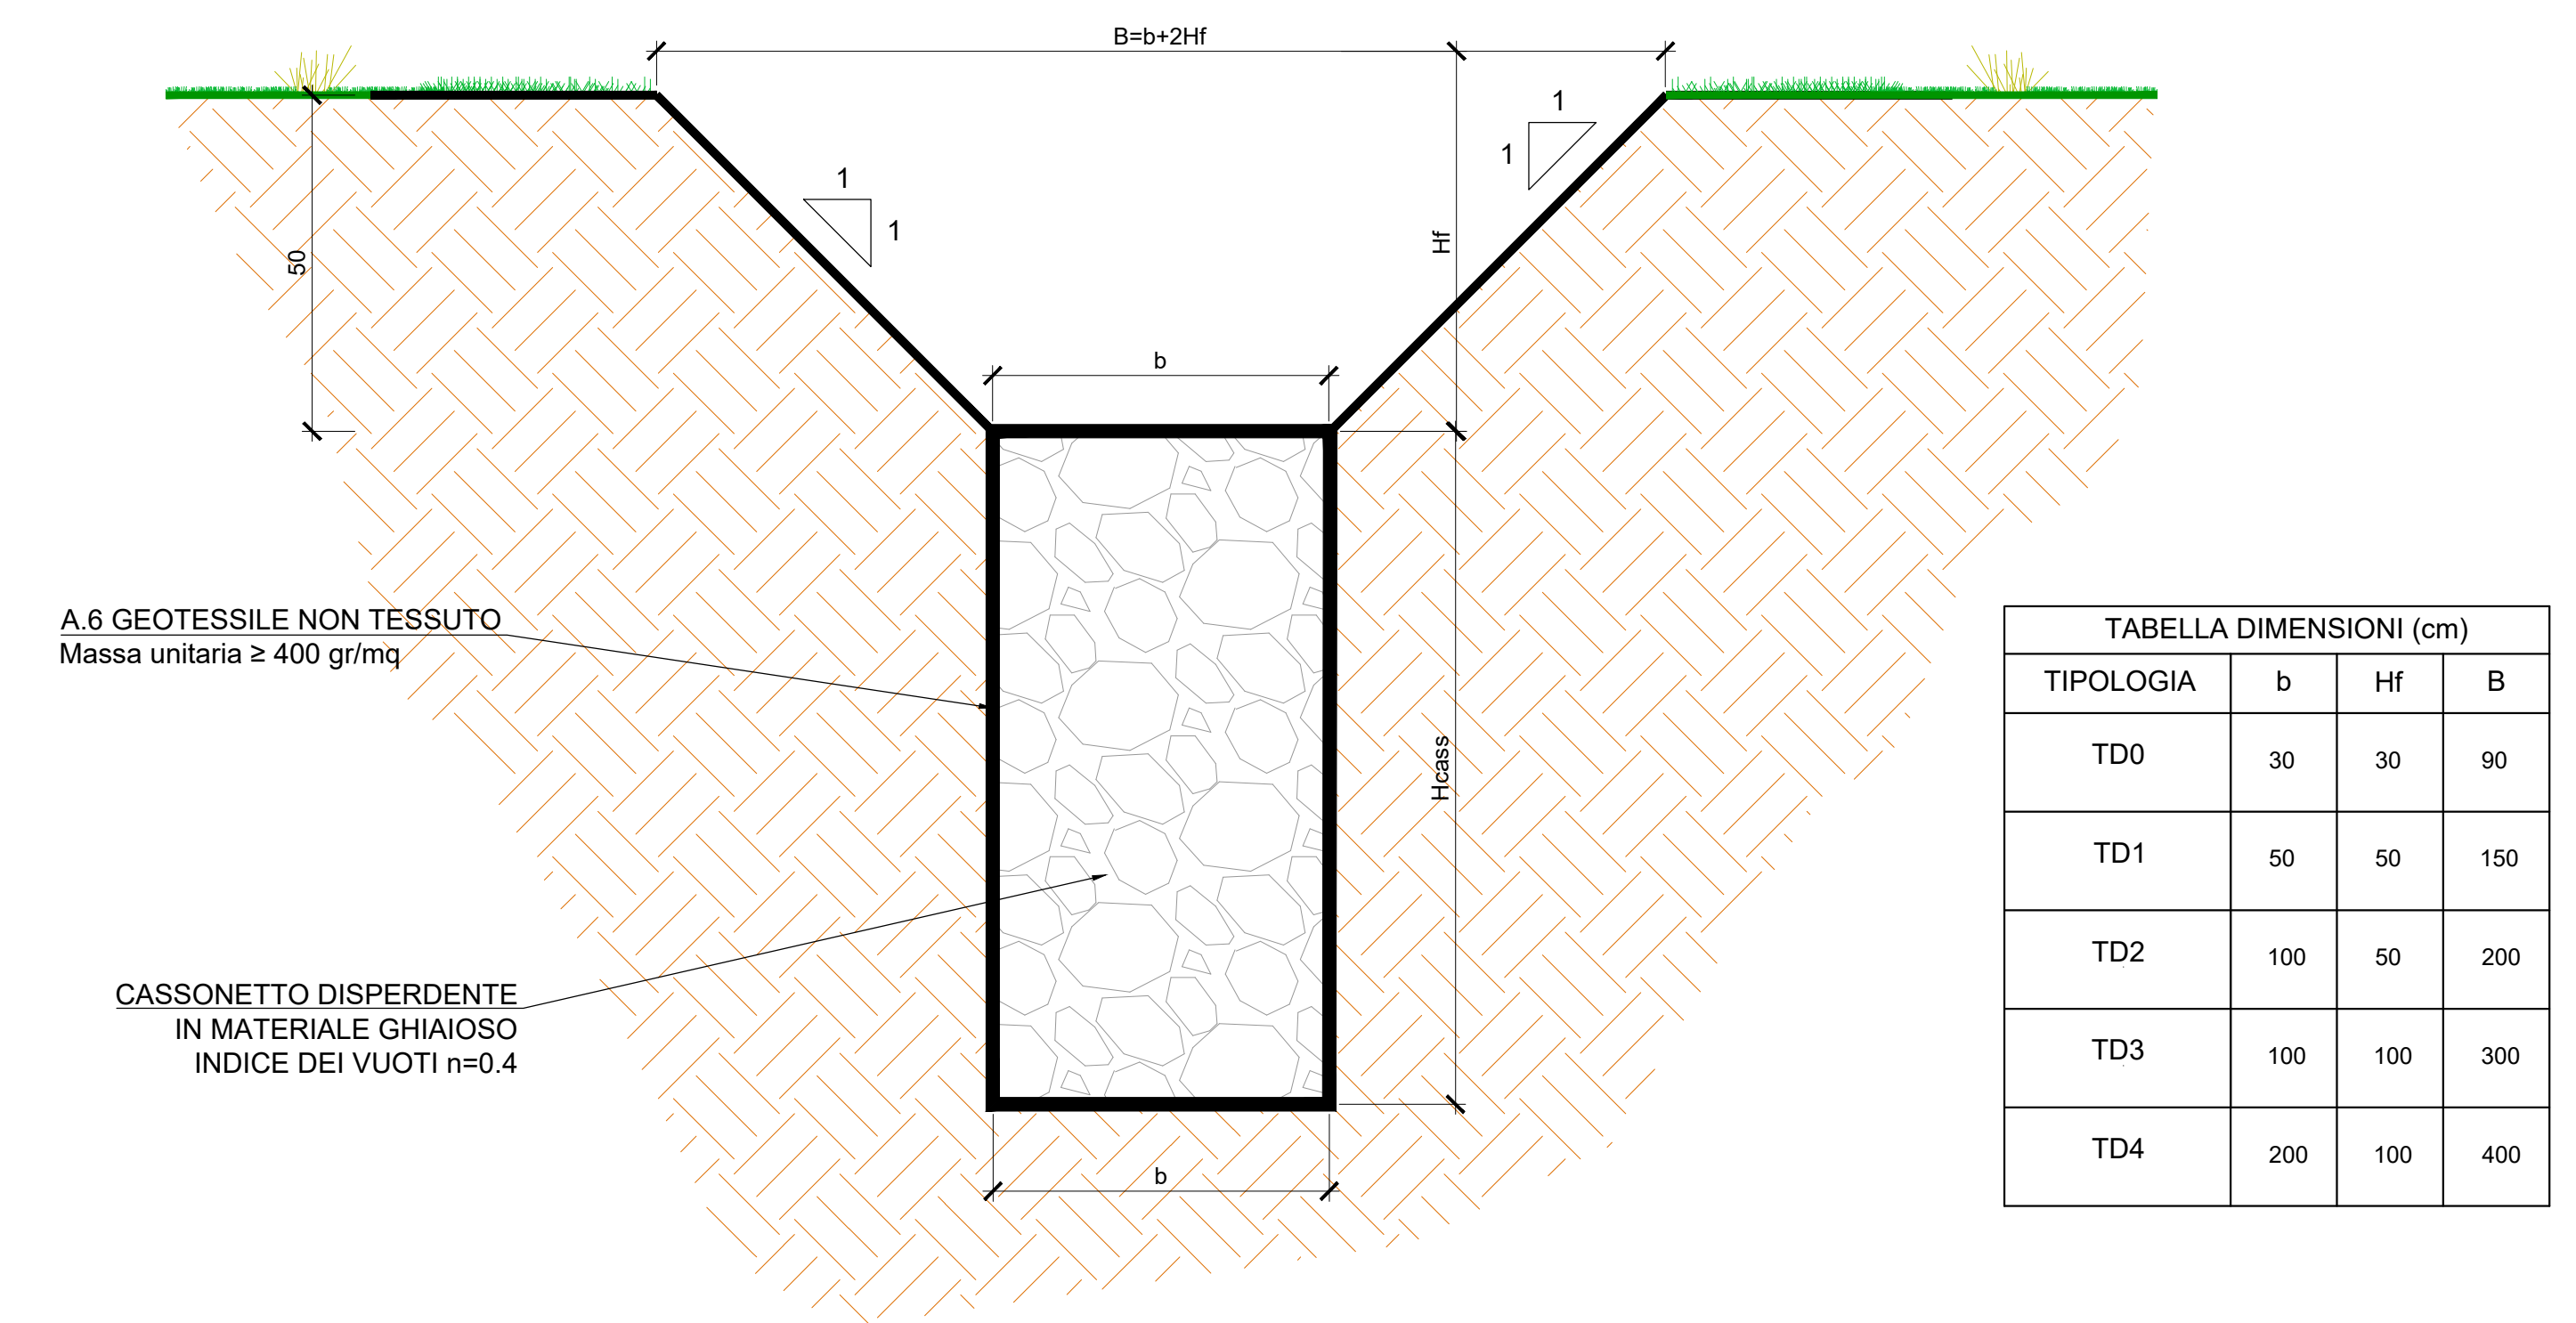 B=b+2Hf
1
1
1
1
50
Hf
b
A.6 GEOTESSILE NON TESSUTO
Massa unitaria ≥ 400 gr/mq
Hcass
CASSONETTO DISPERDENTE
IN MATERIALE GHIAIOSO
INDICE DEI VUOTI n=0.4
b
TABELLA DIMENSIONI (cm)
TIPOLOGIA b Hf B
TD0 30 30 90
TD1 50 50 150
TD2 100 50 200
TD3 100 100 300
TD4 200 100 400